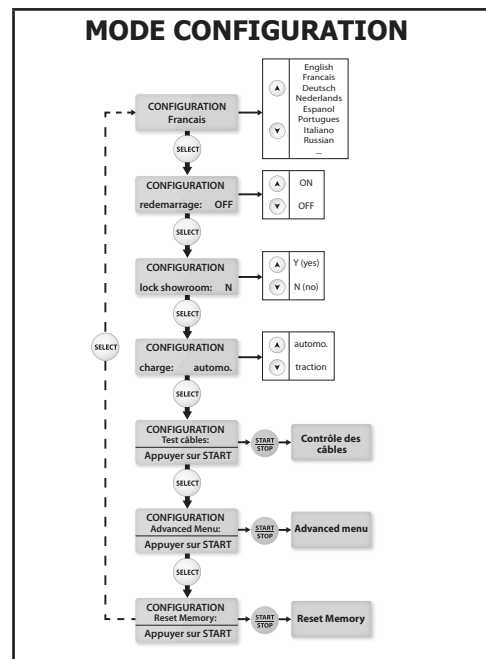 MODE CONFIGURATION
CONFIGURATION
Francais
English
Francais
Deutsch
Nederlands
Espanol
Portugues
Italiano
Russian
...
SELECT
CONFIGURATION
redemarrage: OFF
ON
OFF
SELECT
CONFIGURATION
lock showroom: N
Y (yes)
N (no)
SELECT
SELECT
CONFIGURATION
charge: automo.
automo.
traction
SELECT
CONFIGURATION
Test câbles:
Appuyer sur START
START
STOP
Contrôle des
câbles
SELECT
CONFIGURATION
Advanced Menu:
Appuyer sur START
START
STOP
Advanced menu
SELECT
CONFIGURATION
Reset Memory:
Appuyer sur START
START
STOP
Reset Memory